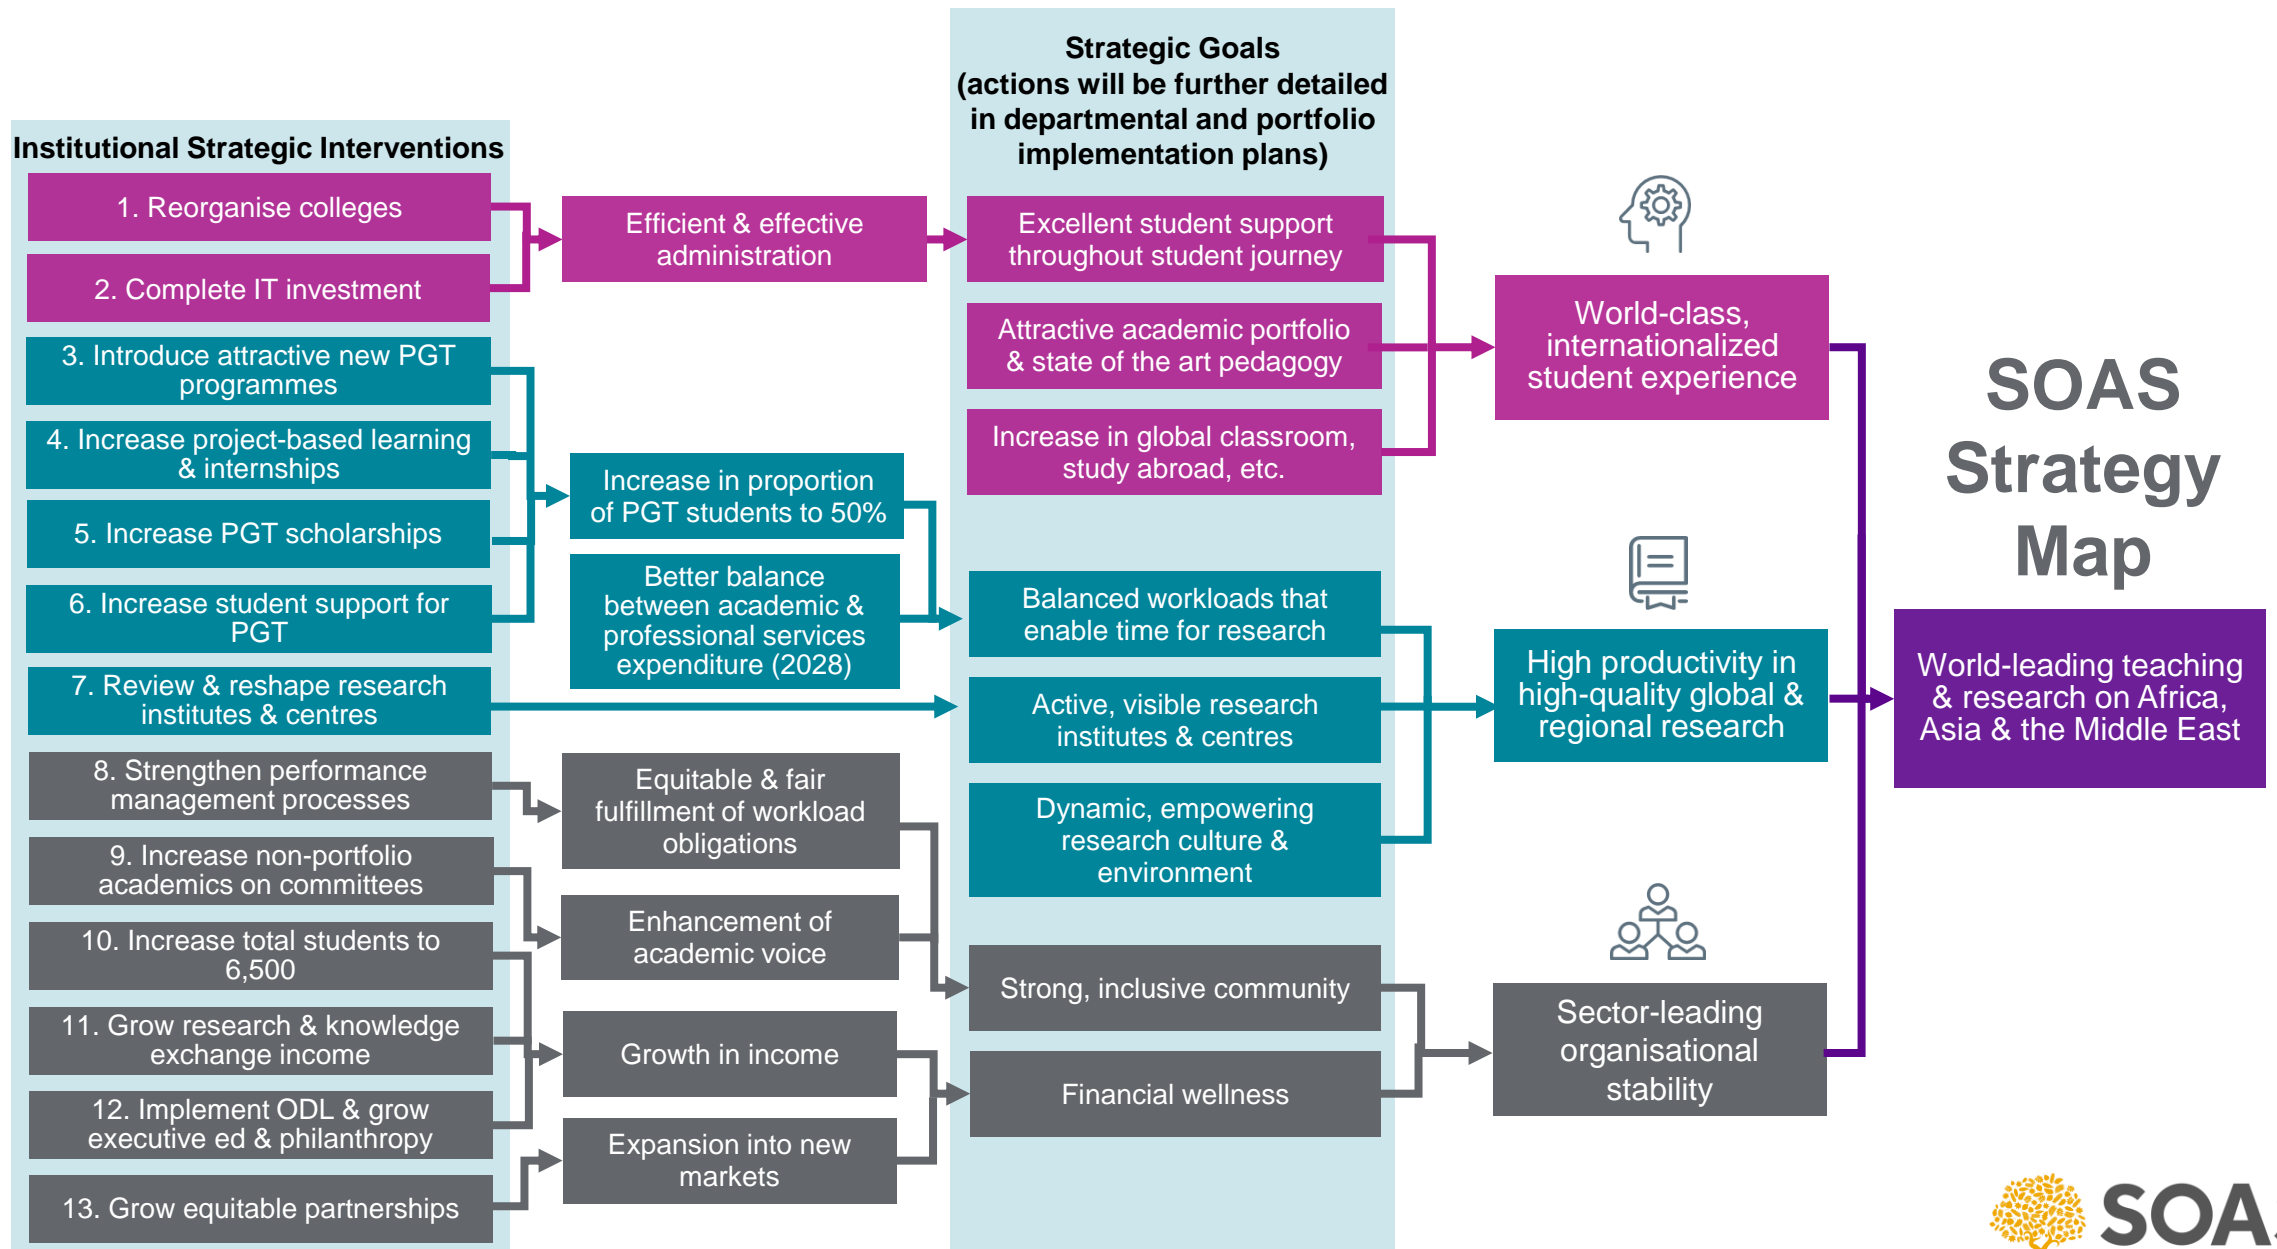 Strategic Goals
(actions will be further detailed
in departmental and portfolio
implementation plans)
Institutional Strategic Interventions
1. Reorganise colleges
2. Complete IT investment
3. Introduce attractive new PGT
programmes
4. Increase project-based learning
& internships
5. Increase PGT scholarships
6. Increase student support for
PGT
7. Review & reshape research
institutes & centres
8. Strengthen performance
management processes
9. Increase non-portfolio
academics on committees
10. Increase total students to
6,500
11. Grow research & knowledge
exchange income
12. Implement ODL & grow
executive ed & philanthropy
13. Grow equitable partnerships
Efficient & effective
administration
Increase in proportion
of PGT students to 50%
Better balance
between academic &
professional services
expenditure (2028)
Equitable & fair
fulfillment of workload
obligations
Enhancement of
academic voice
Growth in income
Expansion into new
markets
Excellent student support
throughout student journey
Attractive academic portfolio
& state of the art pedagogy
Increase in global classroom,
study abroad, etc.
Balanced workloads that
enable time for research
Active, visible research
institutes & centres
Dynamic, empowering
research culture &
environment
Strong, inclusive community
Financial wellness
World-class,
internationalized
student experience
High productivity in
high-quality global &
regional research
Sector-leading
organisational
stability
SOAS
Strategy
Map
World-leading teaching
& research on Africa,
Asia & the Middle East
SOAS